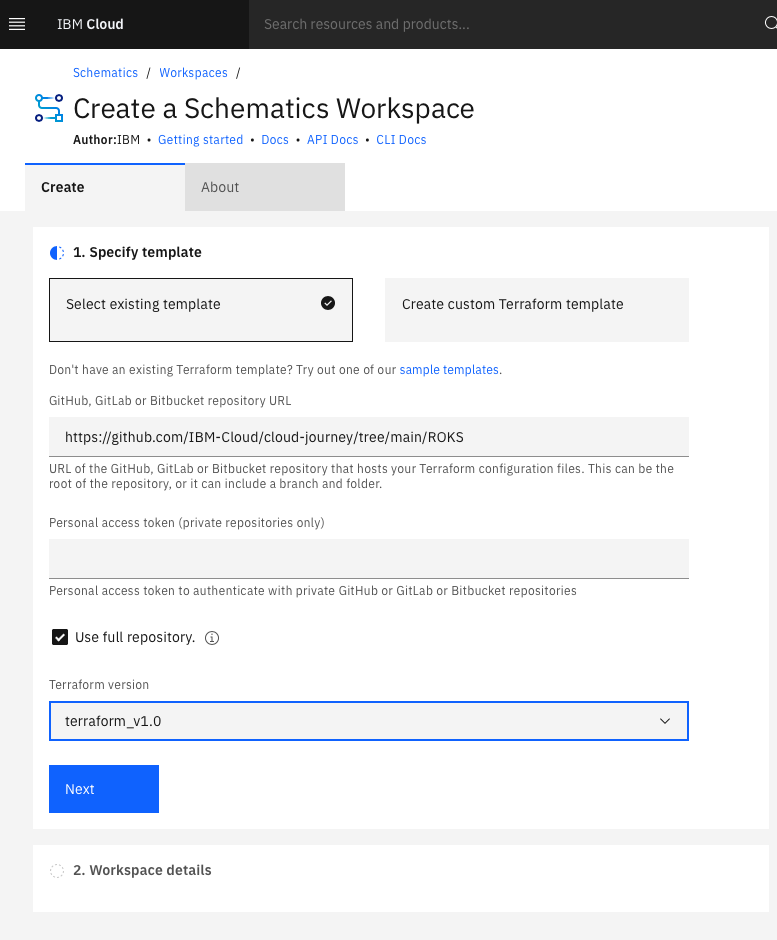 IBM Cloud
Search resources and products...
Schematics / Workspaces /
Create a Schematics Workspace
Author:IBM • Getting started • Docs • API Docs • CLI Docs
Create
About
1. Specify template
Select existing template
Create custom Terraform template
Don't have an existing Terraform template? Try out one of our sample templates.
GitHub, GitLab or Bitbucket repository URL
https://github.com/IBM-Cloud/cloud-journey/tree/main/ROKS
URL of the GitHub, GitLab or Bitbucket repository that hosts your Terraform configuration files. This can be the
root of the repository, or it can include a branch and folder.
Personal access token (private repositories only)
Personal access token to authenticate with private GitHub or GitLab or Bitbucket repositories
Use full repository.
Terraform version
terraform_v1.0
Next
2. Workspace details